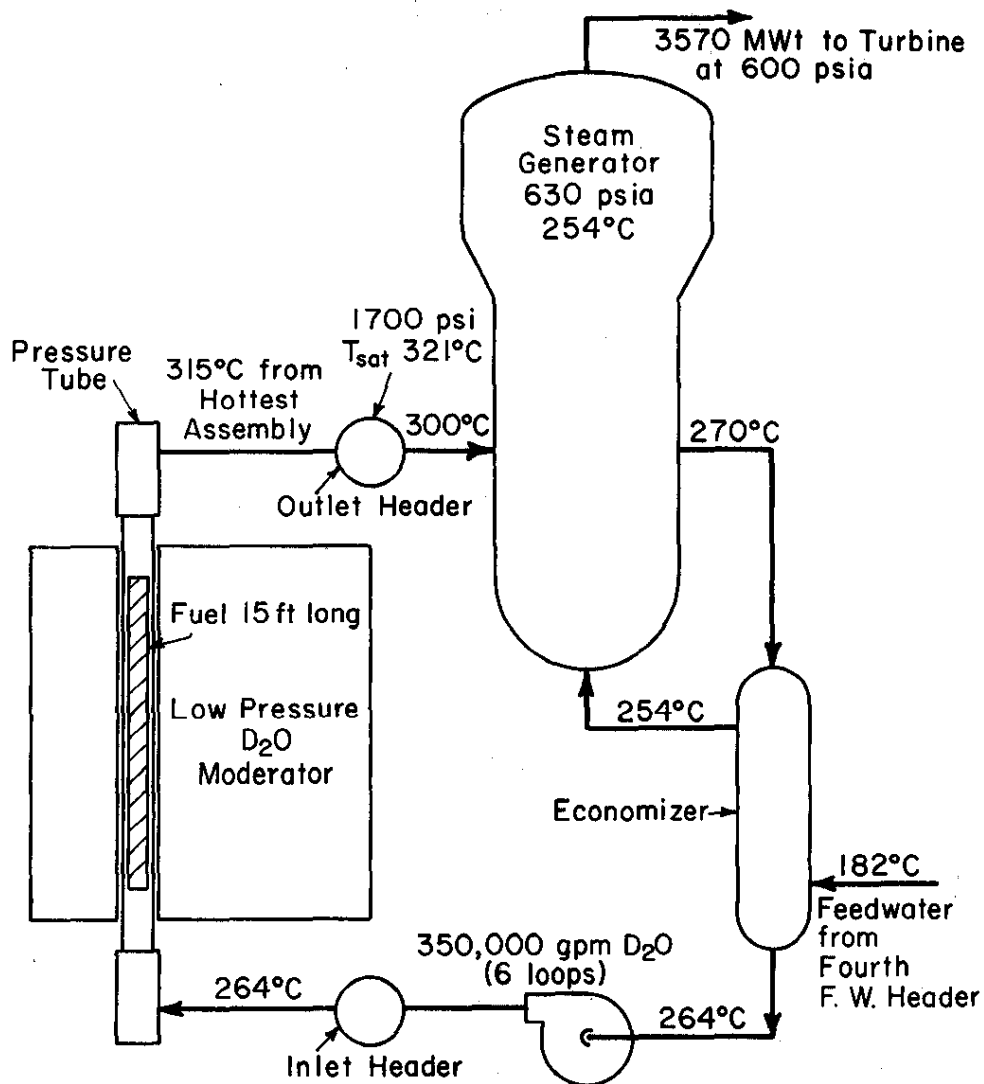 3570 MWt to Turbine
at 600 psia
Steam
Generator
630 psia
254°C
1700 psi
Tsat 321°C
Pressure
Tube
315°C from
Hottest
Assembly
300°C
270°C
Outlet Header
Fuel 15 ft long
Low Pressure
D2O
Moderator
254°C
Economizer
182°C
Feedwater
from
Fourth
F. W. Header
350,000 gpm D2O
(6 loops)
264°C
264°C
Inlet Header